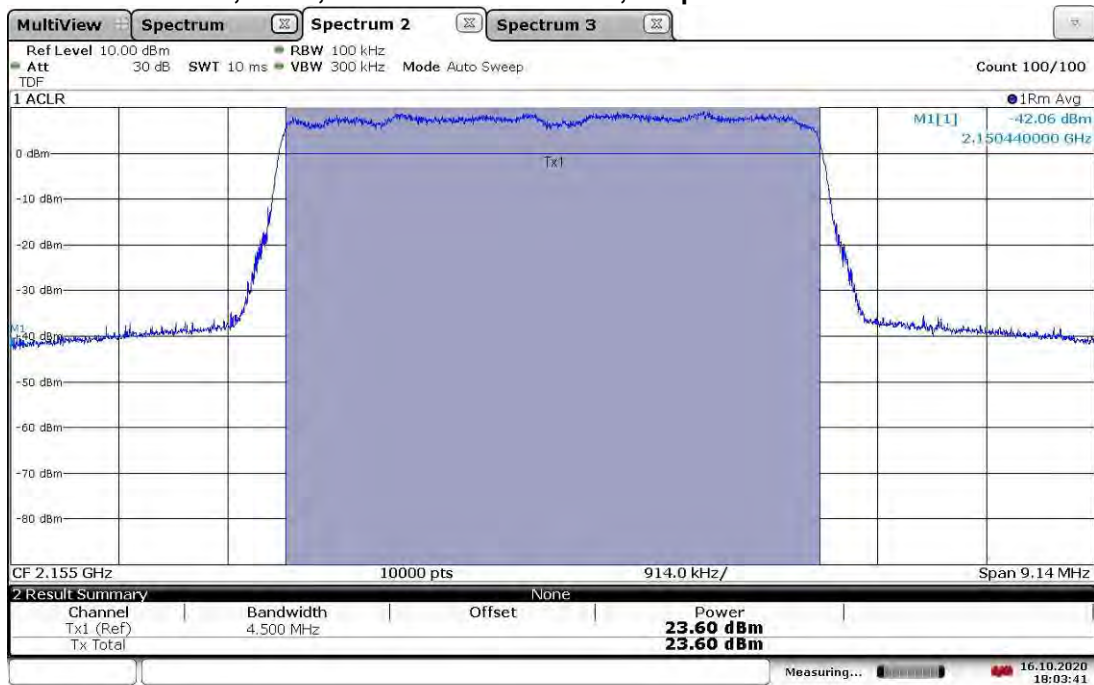 MultiView Spectrum Spectrum 2 Spectrum 3
Ref Level 10.00 dBm RBW 100 kHz
Att 30 dB SWT 10 ms VBW 300 kHz Mode Auto Sweep Count 100/100
TDF
1 ACLR 1Rm Avg
M1[1] -42.06 dBm
2.150440000 GHz
0 dBm
Tx1
-10 dBm
-20 dBm
-30 dBm
M1
-40 dBm
-50 dBm
-60 dBm
-70 dBm
-80 dBm
CF 2.155 GHz 10000 pts 914.0 kHz/ Span 9.14 MHz
2 Result Summary None
Channel Bandwidth Offset Power
Tx1 (Ref) 4.500 MHz 23.60 dBm
Tx Total 23.60 dBm
Measuring... 16.10.2020
18:03:41